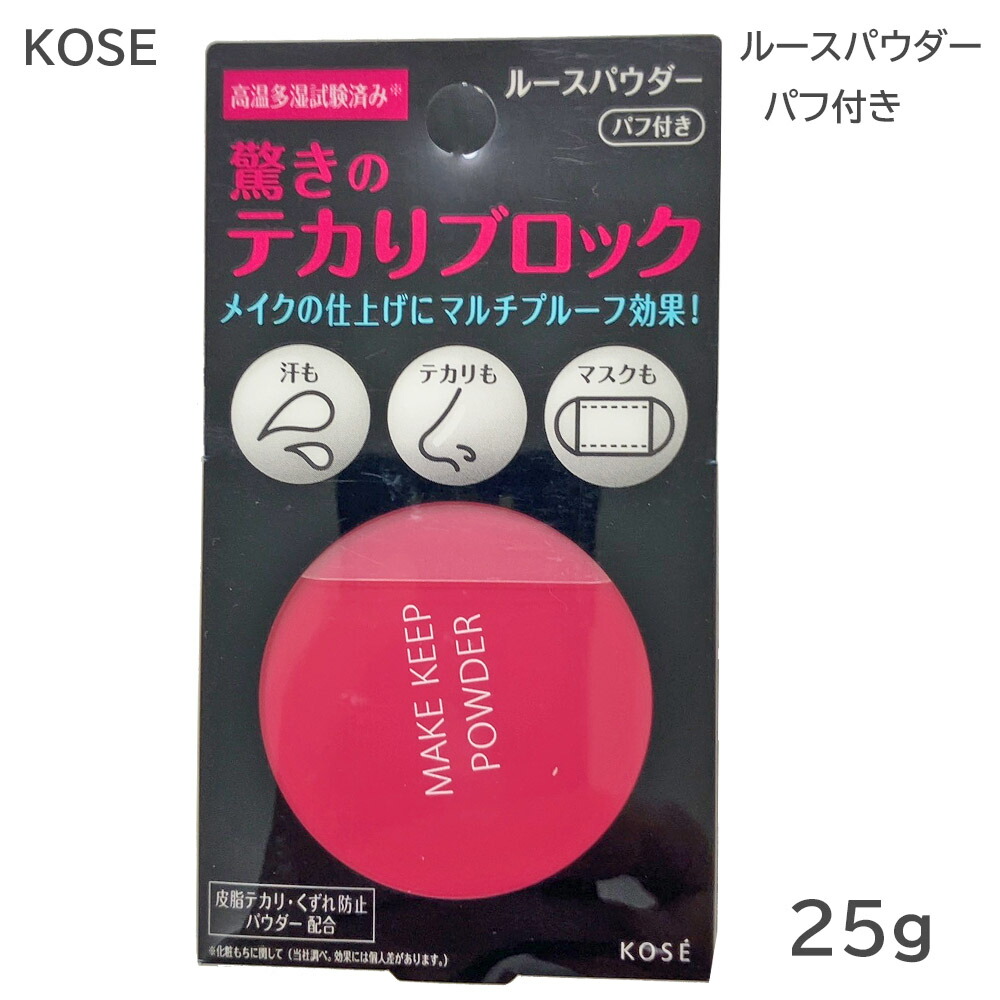 KOSE
ルースパウダー
パフ付き
高温多湿試験済み※
ルースパウダー
パフ付き
驚きの
テカりブロック
メイクの仕上げにマルチプルーフ効果!
汗も
テカリも
マスクも
MAKE KEEP
POWDER
皮脂テカリ・くずれ防止
パウダー 配合
※化粧もちに関して(当社調べ。効果には個人差があります。)
KOSÉ
25g